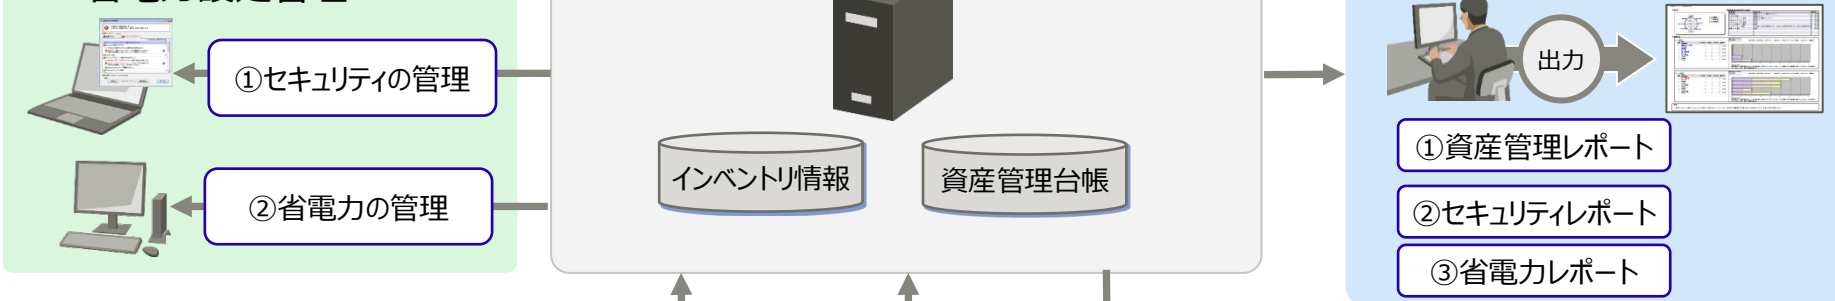 ①セキュリティの管理
②省電力の管理
インベントリ情報
資産管理台帳
出力
①資産管理レポート
②セキュリティレポート
③省電力レポート